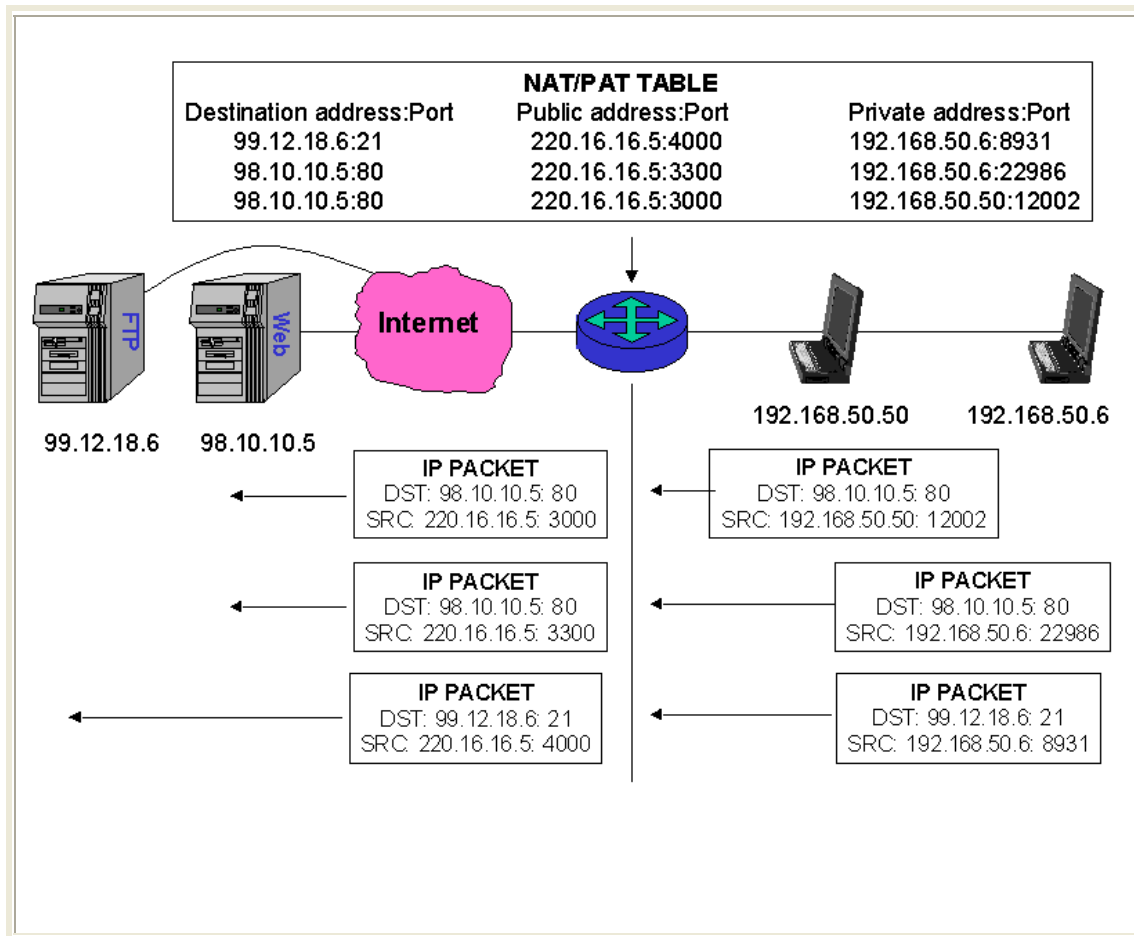 NAT/PAT TABLE
Destination address:Port Public address:Port Private address:Port
99.12.18.6:21 220.16.16.5:4000 192.168.50.6:8931
98.10.10.5:80 220.16.16.5:3300 192.168.50.6:22986
98.10.10.5:80 220.16.16.5:3000 192.168.50.50:12002
FTP
Web
Internet
99.12.18.6
98.10.10.5
192.168.50.50
192.168.50.6
IP PACKET
DST: 98.10.10.5: 80
SRC: 220.16.16.5: 3000
IP PACKET
DST: 98.10.10.5: 80
SRC: 192.168.50.50: 12002
IP PACKET
DST: 98.10.10.5: 80
SRC: 220.16.16.5: 3300
IP PACKET
DST: 98.10.10.5: 80
SRC: 192.168.50.6: 22986
IP PACKET
DST: 99.12.18.6: 21
SRC: 220.16.16.5: 4000
IP PACKET
DST: 99.12.18.6: 21
SRC: 192.168.50.6: 8931